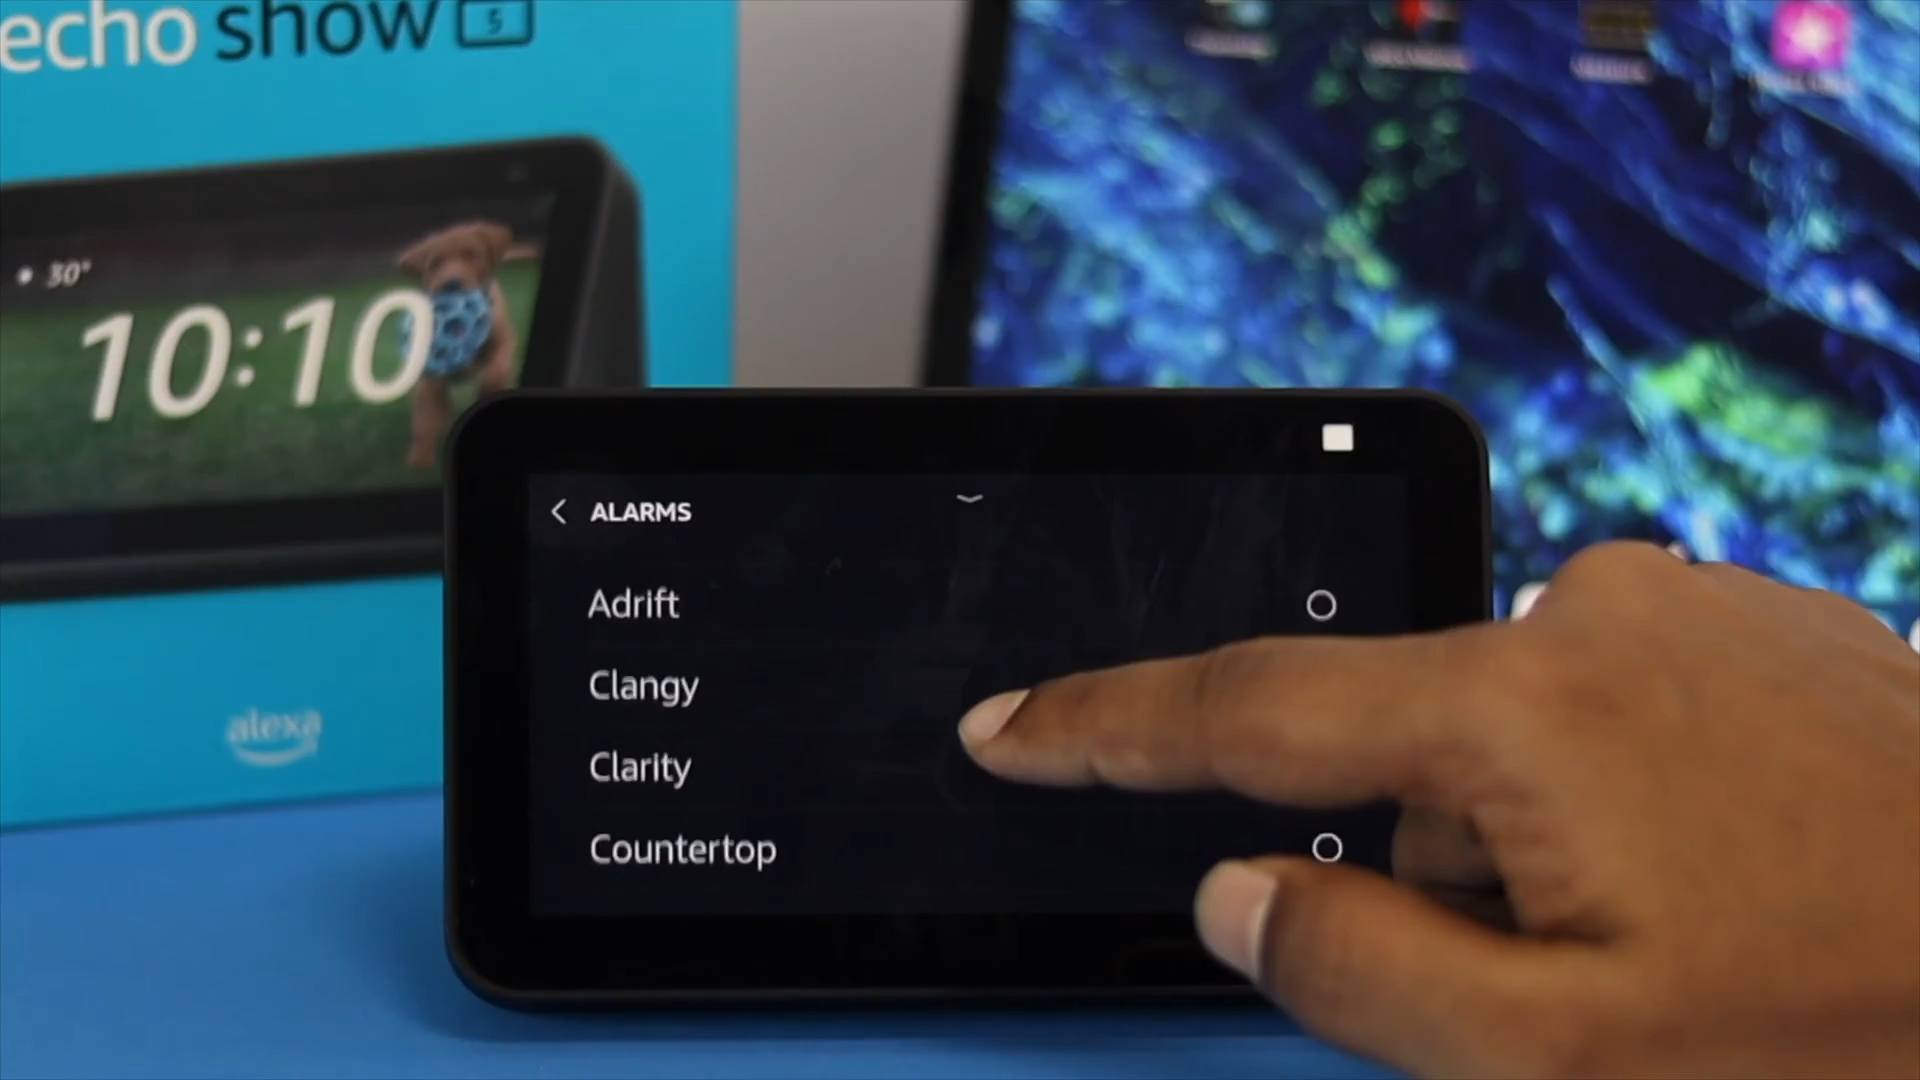 echo show 5
30°
10:10
alexa
ALARMS
Adrift
Clangy
Clarity
Countertop